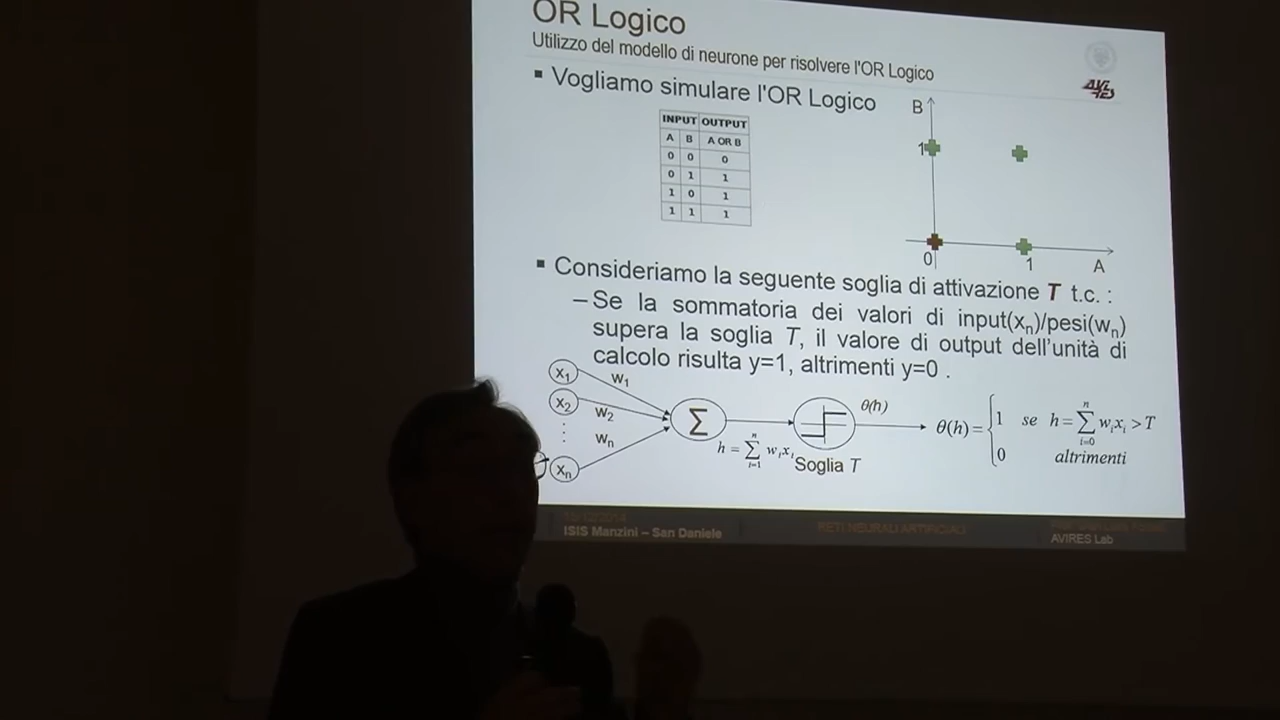 OR Logico
Utilizzo del modello di neurone per risolvere l'OR Logico
▪ Vogliamo simulare l'OR Logico
INPUT OUTPUT
A B A OR B
0 0 0
0 1 1
1 0 1
1 1 1
B
1
0 1 A
▪ Consideriamo la seguente soglia di attivazione T t.c. :
– Se la sommatoria dei valori di input(xn)/pesi(wn)
supera la soglia T, il valore di output dell'unità di
calcolo risulta y=1, altrimenti y=0 .
x1 w1
x2 w2
⋮ wn
xn
Σ
h = Σ i=1 n wixi
Soglia T
θ(h)
θ(h) = { 1 se h = Σ i=0 n wixi > T
0 altrimenti
ISIS Manzini – San Daniele
RETI NEURALI ARTIFICIALI
AVIRES Lab